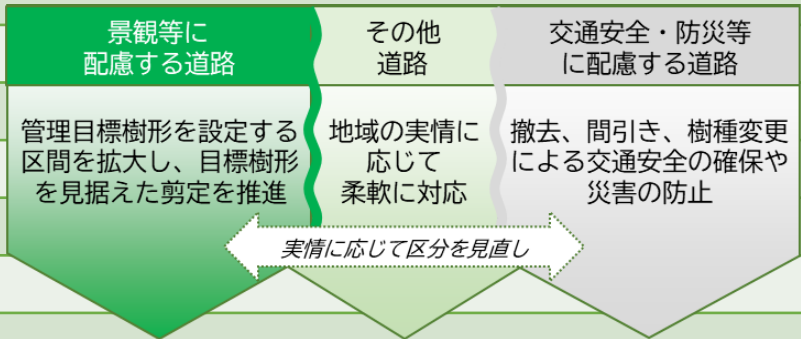 景観等に
配慮する道路
その他
道路
交通安全・防災等
に配慮する道路
管理目標樹形を設定する
区間を拡大し、目標樹形
を見据えた剪定を推進
地域の実情に
応じて
柔軟に対応
撤去、間引き、樹種変更
による交通安全の確保や
災害の防止
実情に応じて区分を見直し